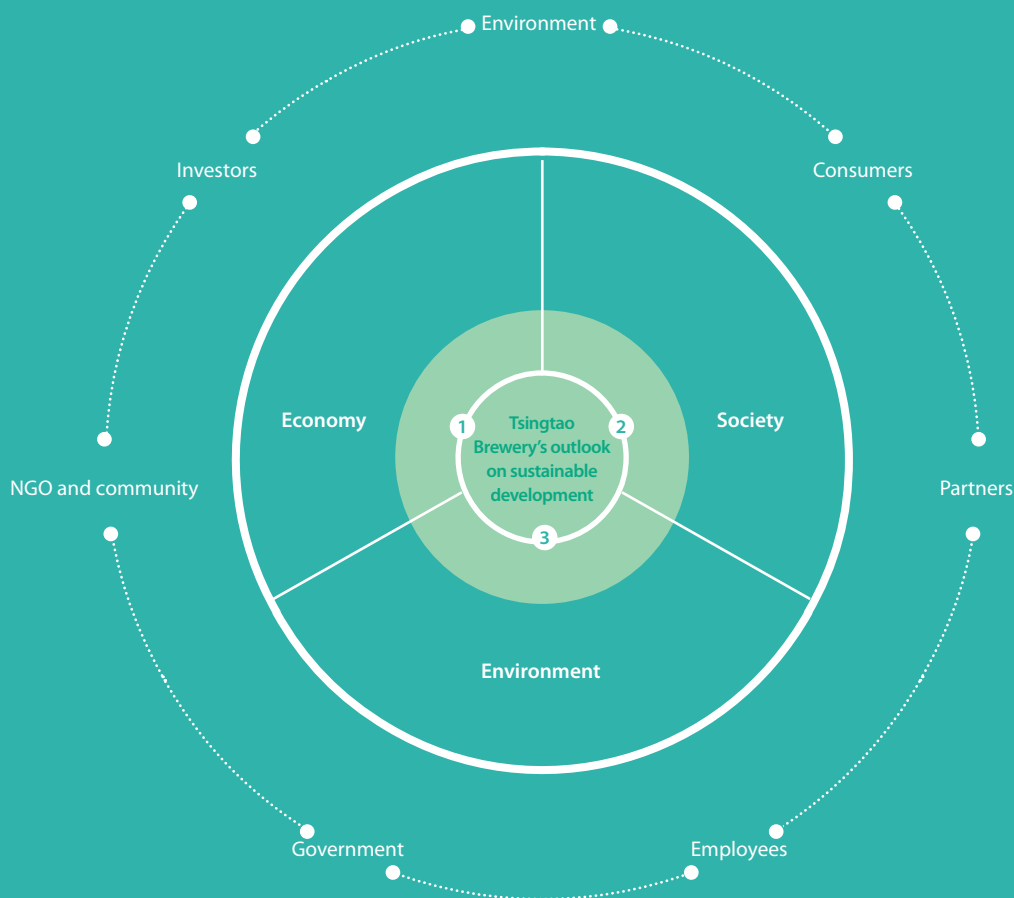 Environment
Investors
Consumers
Economy
1
Tsingtao
Brewery's outlook
on sustainable
development
2
Society
3
NGO and community
Partners
Environment
Government
Employees